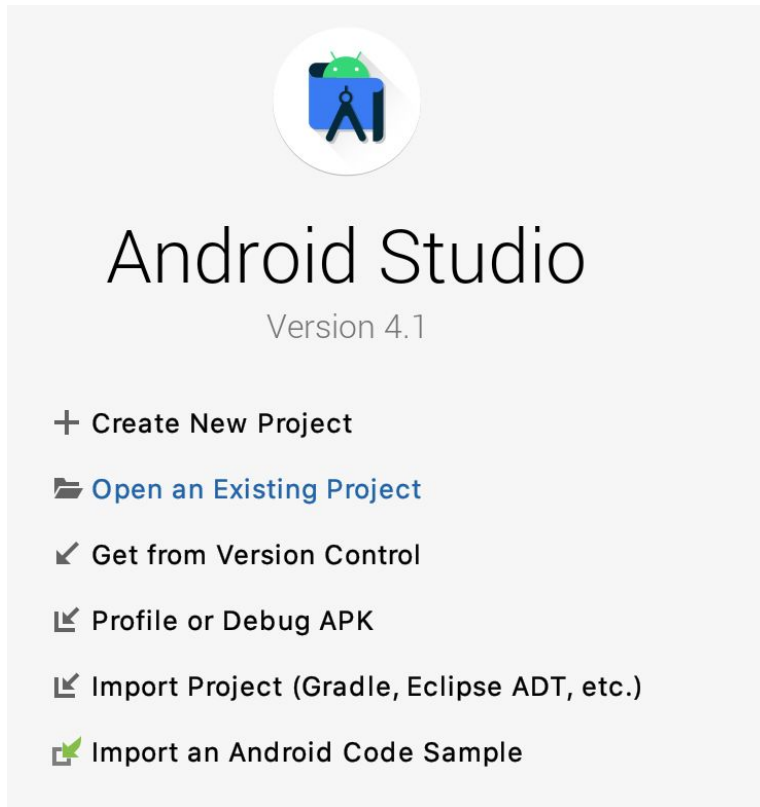 Android Studio
Version 4.1
Create New Project
Open an Existing Project
Get from Version Control
Profile or Debug APK
Import Project (Gradle, Eclipse ADT, etc.)
Import an Android Code Sample